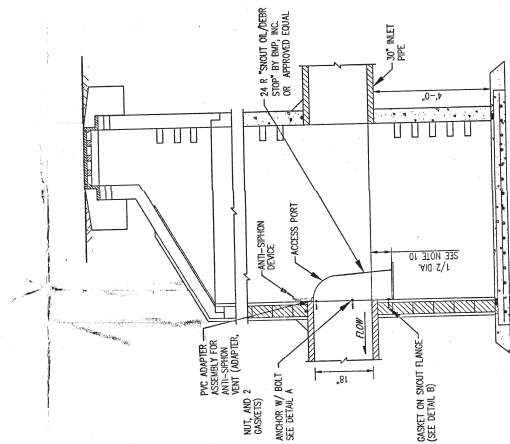 PVC ADAPTER
ASSEMBLY FOR
ANTI-SIPHON
VENT (ADAPTER,
NUT, AND 2
GASKETS)
ANCHOR W/ BOLT
SEE DETAIL A
18"
FLOW
GASKET ON SNOUT FLANGE
(SEE DETAIL B)
ANTI-SIPHON
DEVICE
ACCESS PORT
1/2 DIA.
SEE NOTE 10
24 R "SNOUT OIL/DEBR
STOP" BY BMP, INC.
OR APPROVED EQUAL
30" INLET
PIPE
4'-0"